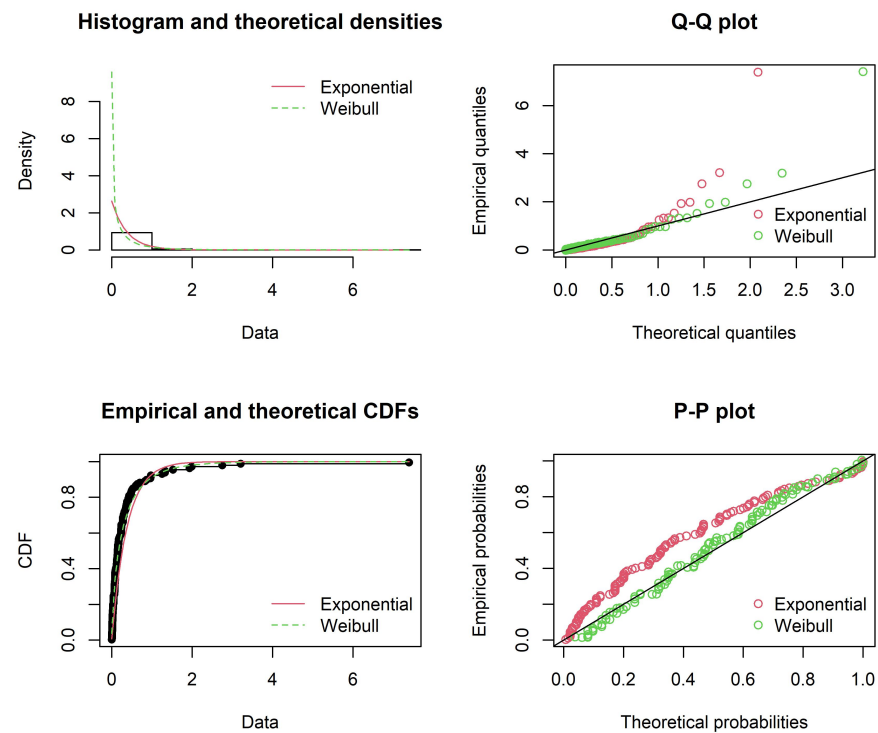 Histogram and theoretical densities
Density
8
6
4
2
0
0 2 4 6
Data
Exponential
Weibull
Q-Q plot
Empirical quantiles
6
4
2
0
0.0 0.5 1.0 1.5 2.0 2.5 3.0
Theoretical quantiles
Exponential
Weibull
Empirical and theoretical CDFs
CDF
0.8
0.4
0.0
0 2 4 6
Data
Exponential
Weibull
P-P plot
Empirical probabilities
0.8
0.4
0.0
0.0 0.2 0.4 0.6 0.8 1.0
Theoretical probabilities
Exponential
Weibull